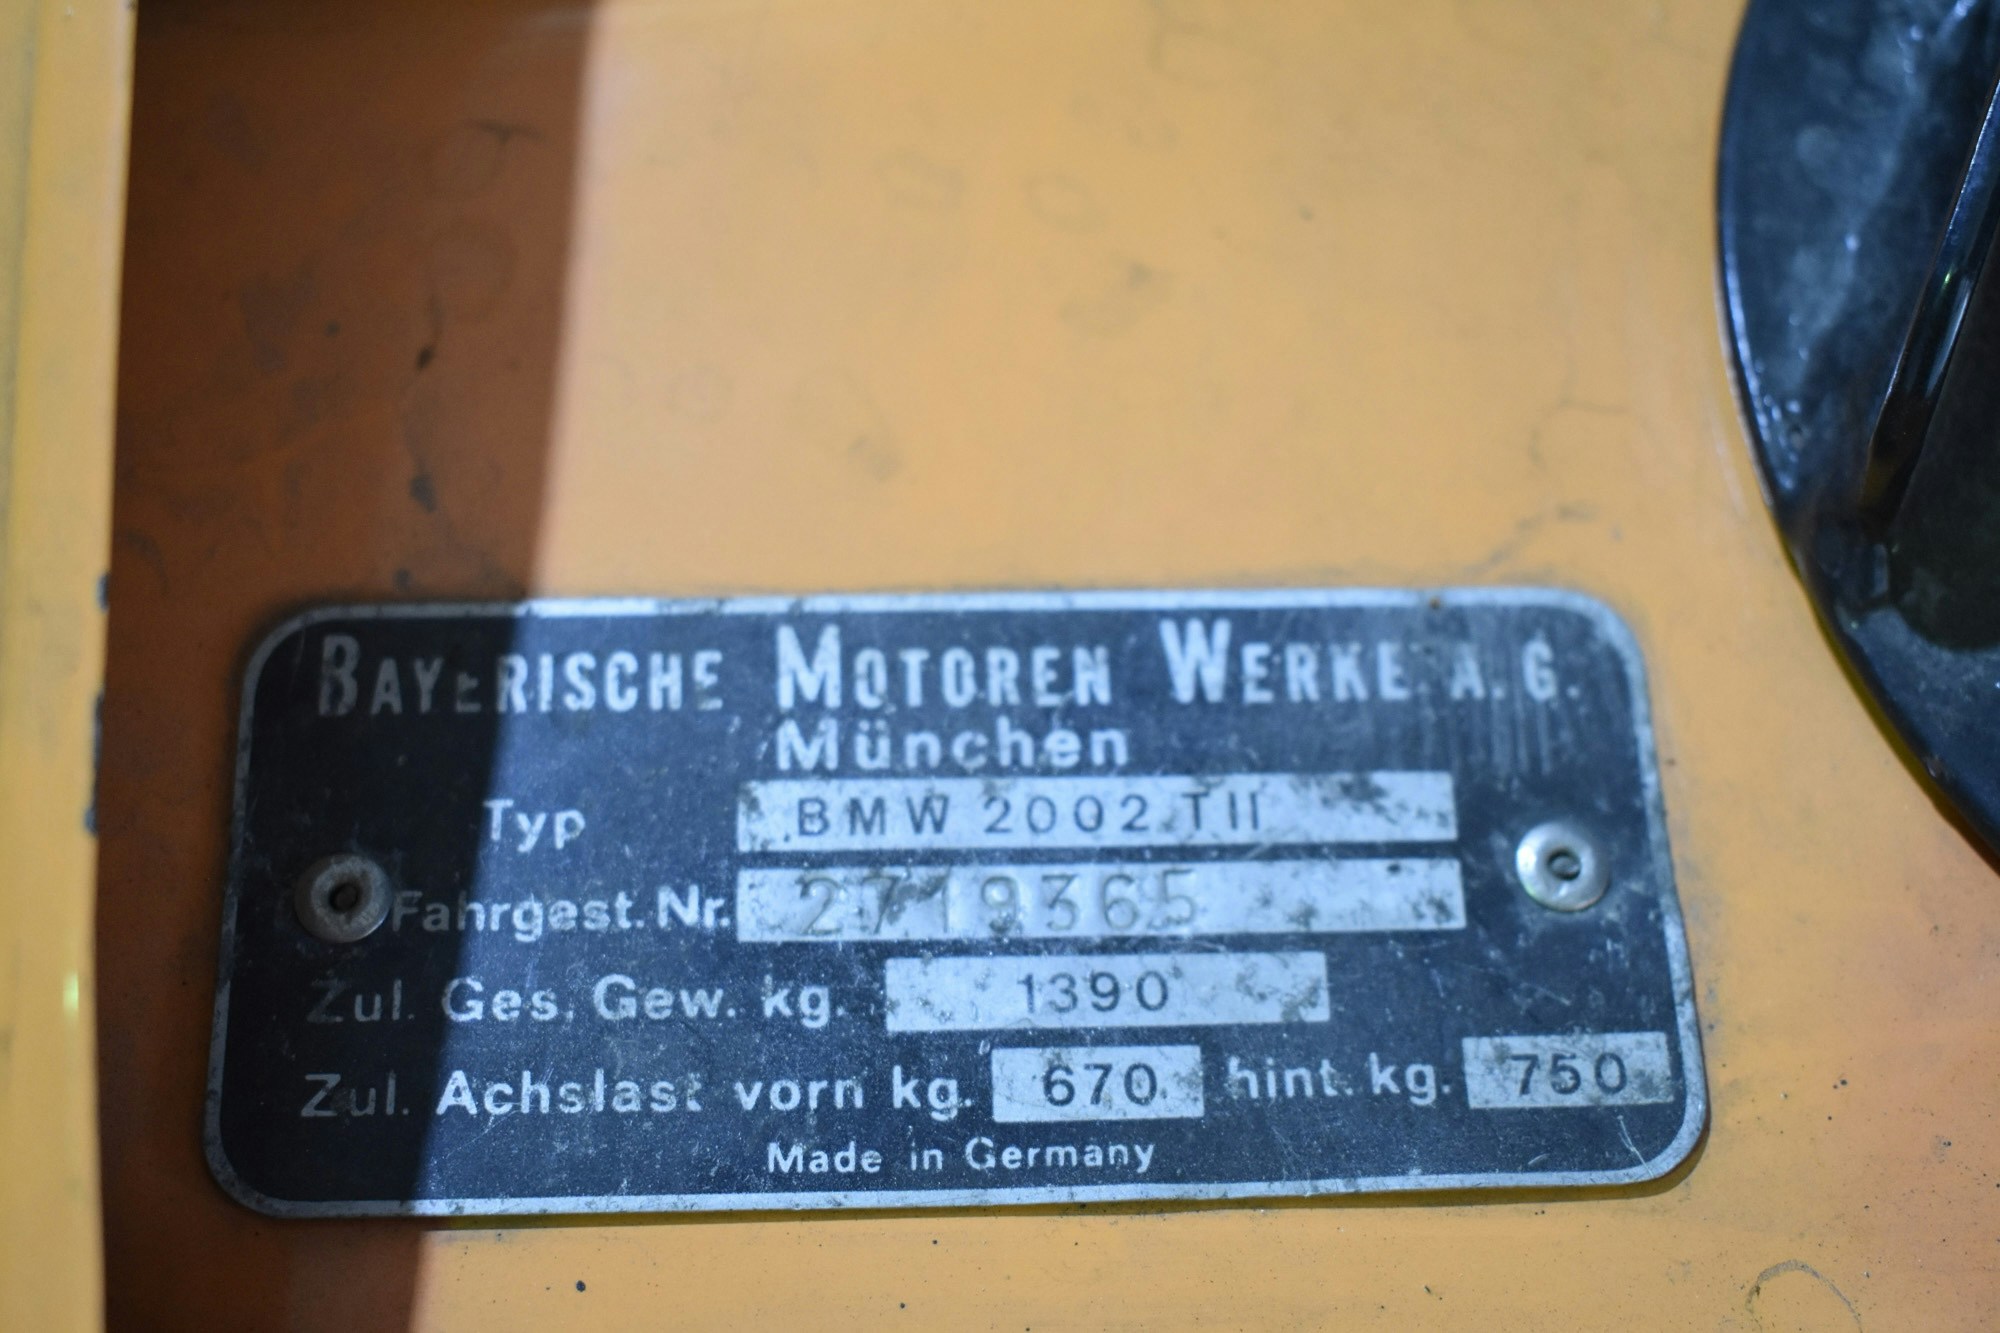 BAYERISCHE MOTOREN WERKE A.G.
München
Typ BMW 2002 TII
Fahrgest. Nr. 2719365
Zul. Ges. Gew. kg. 1390
Zul. Achslast vorn kg. 670 hint. kg. 750
Made in Germany